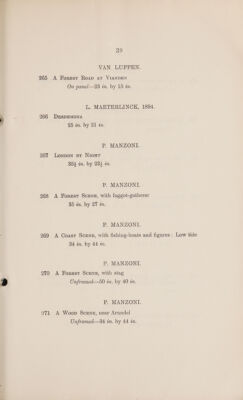 39
VAN LUPPEN.
265 A Forest Road at Vianden
On panel—23 in. by 15 in.
L. MAETERLINCK, 1894.
266 Desdemona
25 in. by 21 in.
P. MANZONI.
267 London by Night
35½ in. by 23½ in.
P. MANZONI.
268 A Forest Scene, with faggot-gatherer
35 in. by 27 in.
P. MANZONI.
269 A Coast Scene, with fishing-boats and figures: Low tide
34 in. by 44 in.
P. MANZONI.
270 A Forest Scene, with stag
Unframed—50 in. by 40 in.
P. MANZONI.
271 A Wood Scene, near Arundel
Unframed—34 in. by 44 in.